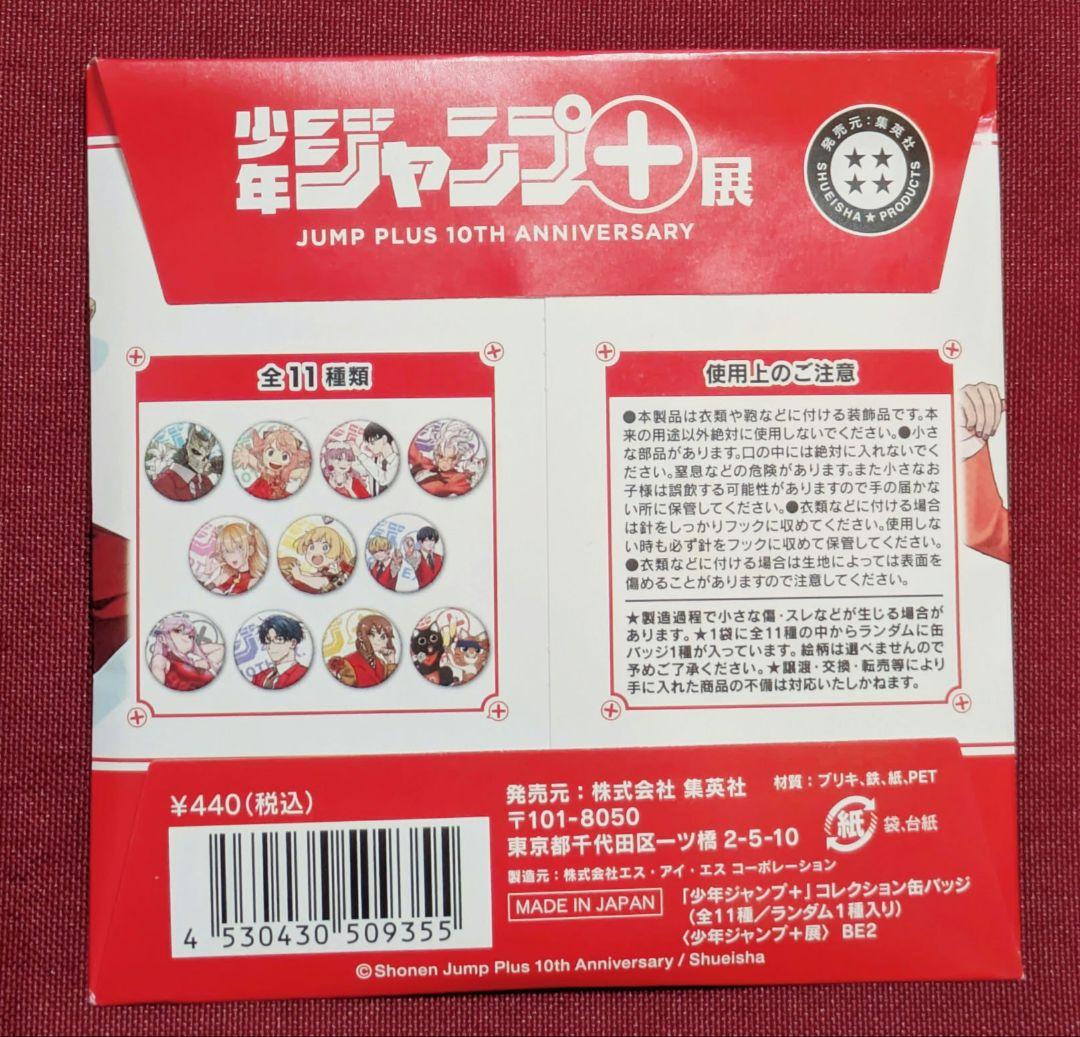 少年ジャンプ+展
JUMP PLUS 10TH ANNIVERSARY
発売元:集英社
SHUEISHA★PRODUCTS
全11種類
使用上のご注意
●本製品は衣類や鞄などに付ける装飾品です。本
来の用途以外絶対に使用しないでください。●小さ
な部品があります。口の中には絶対に入れないでく
ださい。窒息などの危険があります。また小さなお
子様は誤飲する可能性がありますので手の届かな
い所に保管してください。●衣類などに付ける場合
は針をしっかりフックに収めてください。使用しな
い時も必ず針をフックに収めて保管してください。
●衣類などに付ける場合は生地によっては表面を
傷めることがありますので注意してください。
★製造過程で小さな傷・スレなどが生じる場合が
あります。★1袋に全11種の中からランダムに缶
バッジ1種が入っています。絵柄は選べませんので
予めご了承ください。★譲渡・交換・転売等により
手に入れた商品の不備は対応いたしかねます。
¥440(税込)
4 530430 509355
発売元:株式会社 集英社
〒101-8050
東京都千代田区一ツ橋 2-5-10
製造元:株式会社エス・アイ・エス コーポレーション
MADE IN JAPAN
材質:ブリキ、鉄、紙、PET
紙 袋、台紙
「少年ジャンプ+」コレクション缶バッジ
(全11種/ランダム1種入り)
〈少年ジャンプ+展〉 BE2
©Shonen Jump Plus 10th Anniversary / Shueisha